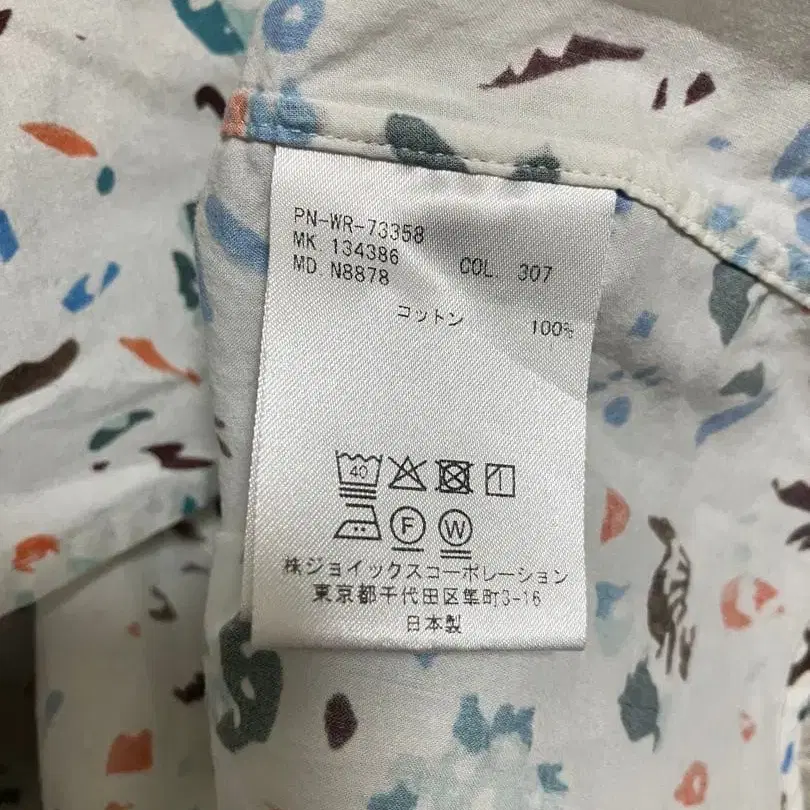 PN-WR-73358
MK 134386 COL. 307
MD N8878
コットン 100%
40
F W
株ジョイックスコーポレーション
東京都千代田区隼町3-16
日本製